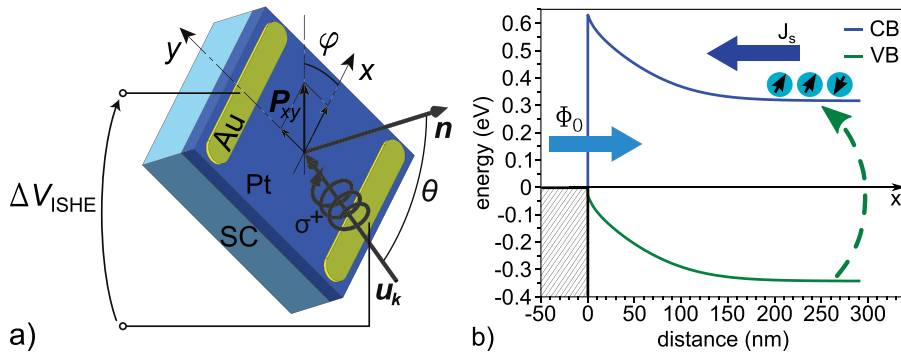 y
φ
x
P_xy
Au
n
Pt
θ
ΔV_ISHE
σ+
SC
u_k
a)
0.6
0.5
0.4
0.3
0.2
0.1
0
-0.1
-0.2
-0.3
-0.4
energy (eV)
J_s
CB
VB
Φ_0
x
-50 0 50 100 150 200 250 300
distance (nm)
b)